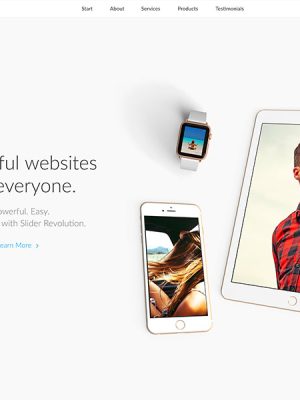 Start About Services Products Testimonials
ful websites
everyone.
owerful. Easy.
with Slider Revolution.
earn More >